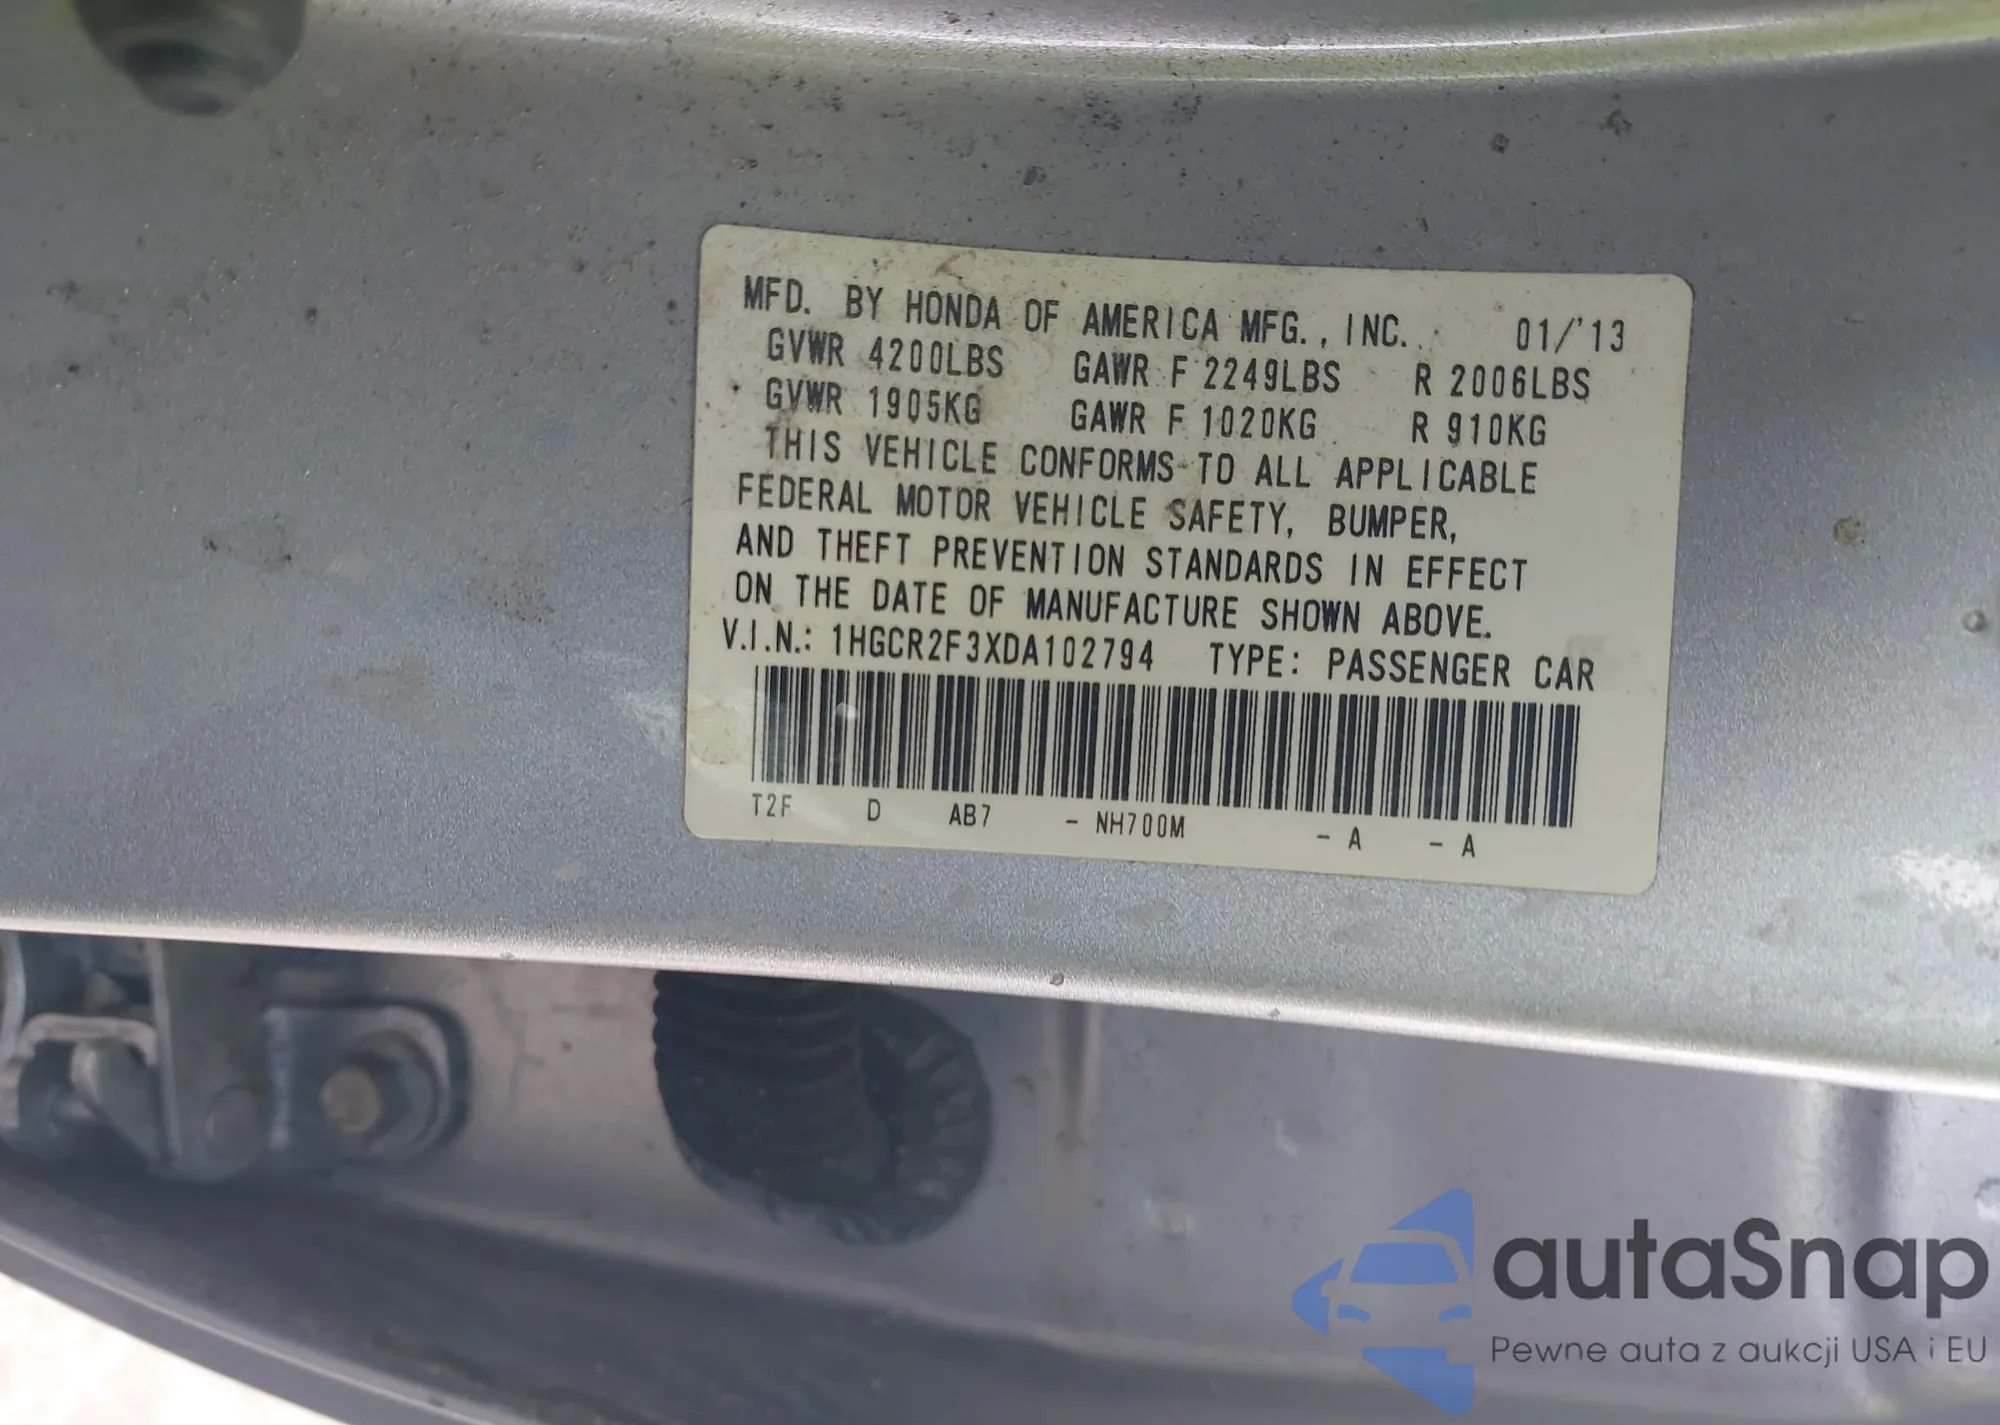 MFD. BY HONDA OF AMERICA MFG., INC. 01/'13
GVWR 4200LBS GAWR F 2249LBS R 2006LBS
GVWR 1905KG GAWR F 1020KG R 910KG
THIS VEHICLE CONFORMS TO ALL APPLICABLE
FEDERAL MOTOR VEHICLE SAFETY, BUMPER,
AND THEFT PREVENTION STANDARDS IN EFFECT
ON THE DATE OF MANUFACTURE SHOWN ABOVE.
V.I.N.: 1HGCR2F3XDA102794 TYPE: PASSENGER CAR
T2F D AB7 - NH700M - A - A
autaSnap
Pewne auta z aukcji USA i EU